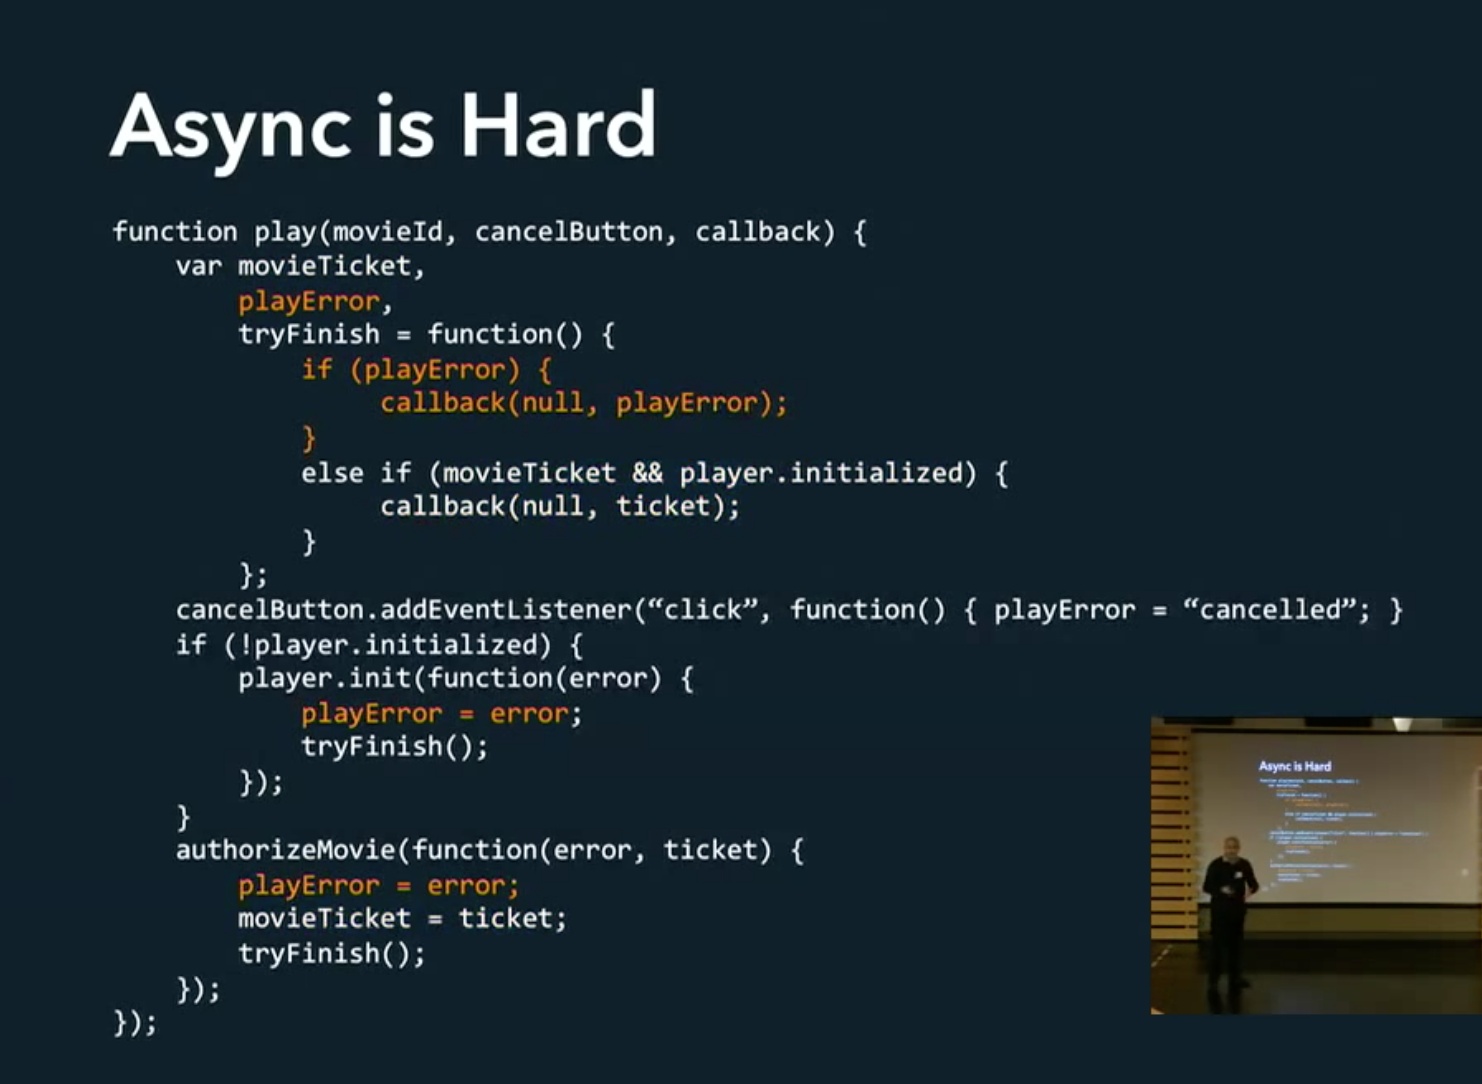 Async is Hard
function play(movieId, cancelButton, callback) {
var movieTicket,
playError,
tryFinish = function() {
if (playError) {
callback(null, playError);
}
else if (movieTicket && player.initialized) {
callback(null, ticket);
}
};
cancelButton.addEventListener(“click”, function() { playError = “cancelled”; }
if (!player.initialized) {
player.init(function(error) {
playError = error;
tryFinish();
});
}
authorizeMovie(function(error, ticket) {
playError = error;
movieTicket = ticket;
tryFinish();
});
});
Async is Hard